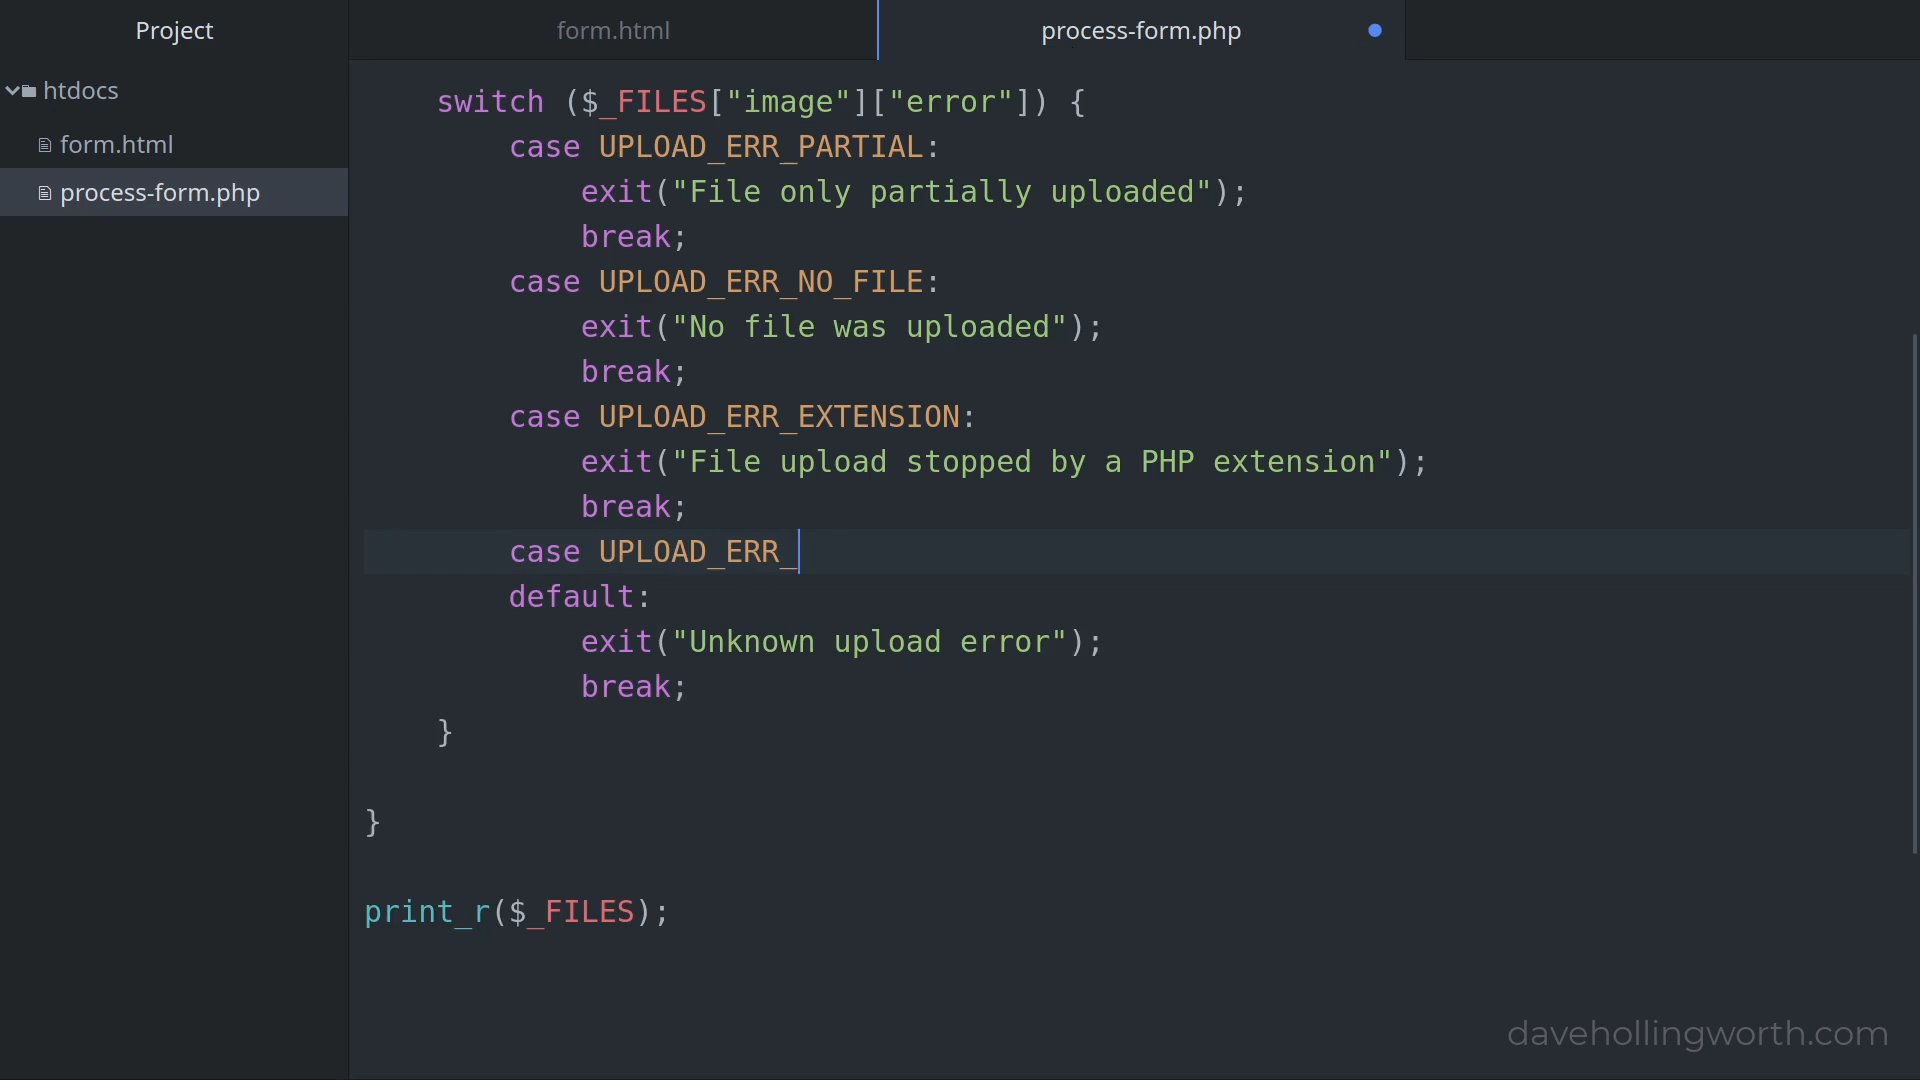 Project
form.html
process-form.php
htdocs
form.html
process-form.php
switch ($_FILES["image"]["error"]) {
case UPLOAD_ERR_PARTIAL:
exit("File only partially uploaded");
break;
case UPLOAD_ERR_NO_FILE:
exit("No file was uploaded");
break;
case UPLOAD_ERR_EXTENSION:
exit("File upload stopped by a PHP extension");
break;
case UPLOAD_ERR_
default:
exit("Unknown upload error");
break;
}
}
print_r($_FILES);
davehollingworth.com